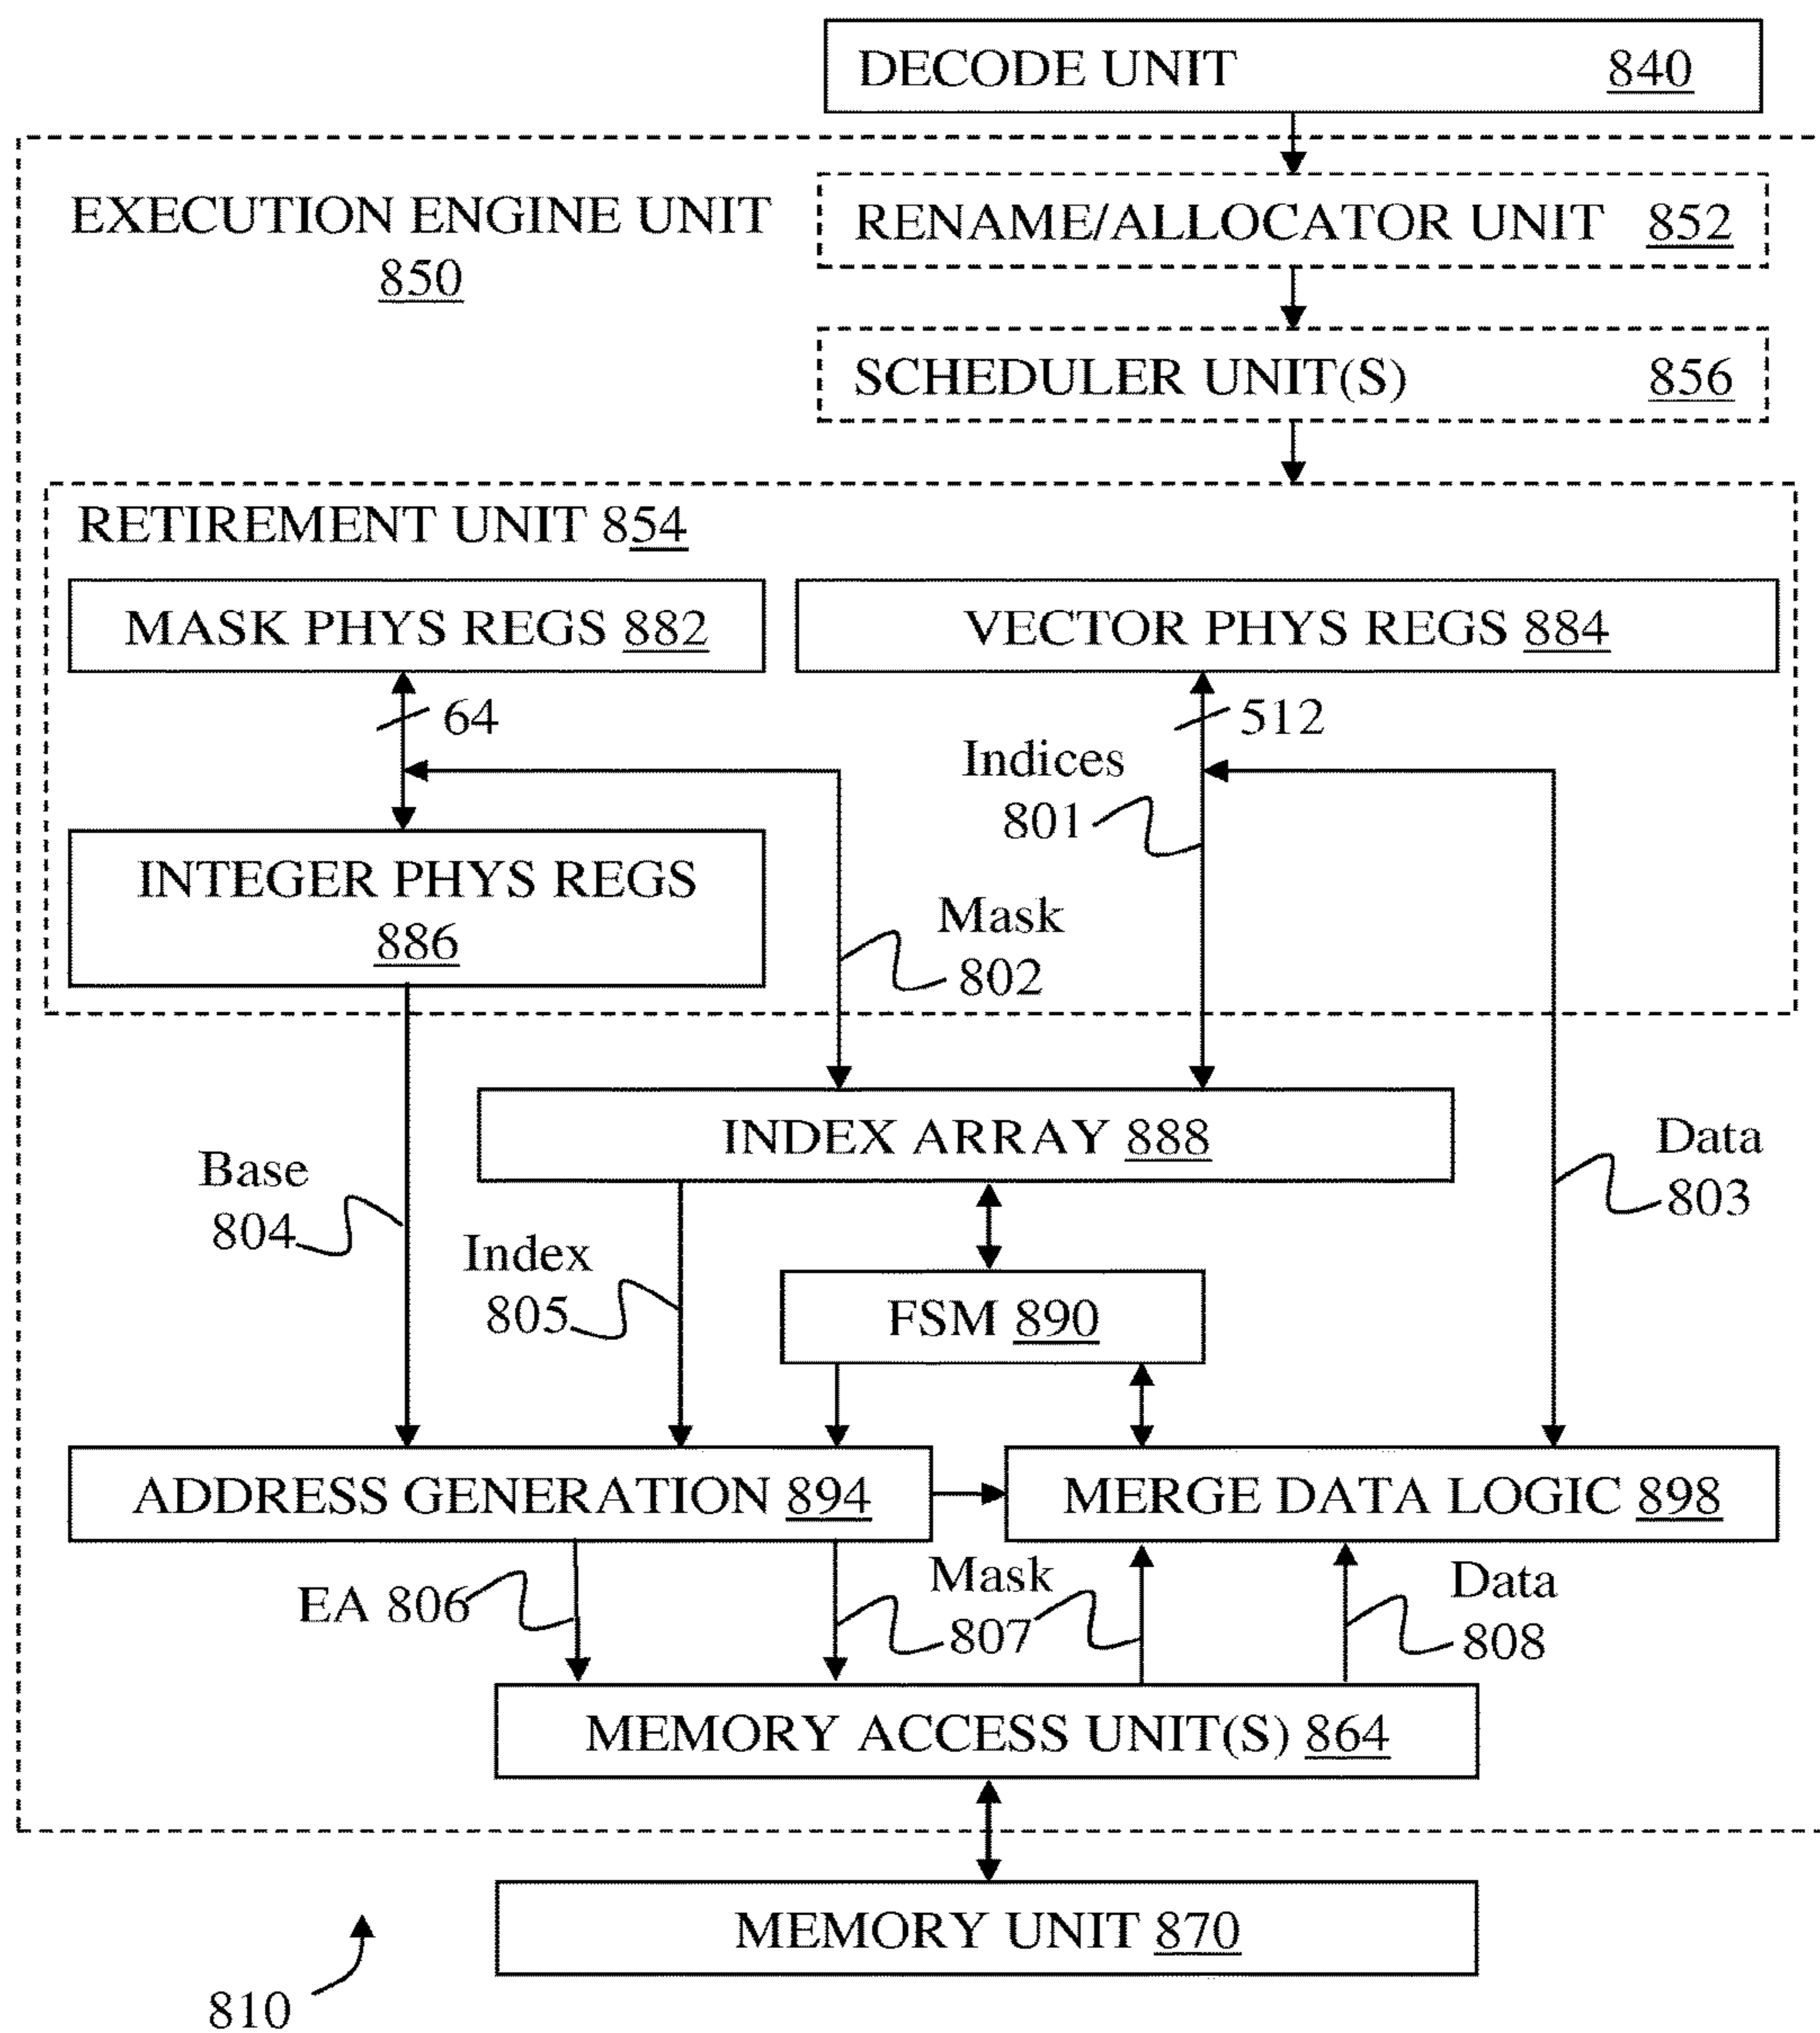 DECODE UNIT 840
EXECUTION ENGINE UNIT
850
RENAME/ALLOCATOR UNIT 852
SCHEDULER UNIT(S) 856
RETIREMENT UNIT 854
MASK PHYS REGS 882
VECTOR PHYS REGS 884
64
512
Indices
801
INTEGER PHYS REGS
886
Mask
802
INDEX ARRAY 888
Base
804
Data
803
Index
805
FSM 890
ADDRESS GENERATION 894
MERGE DATA LOGIC 898
EA 806
Mask
807
Data
808
MEMORY ACCESS UNIT(S) 864
MEMORY UNIT 870
810